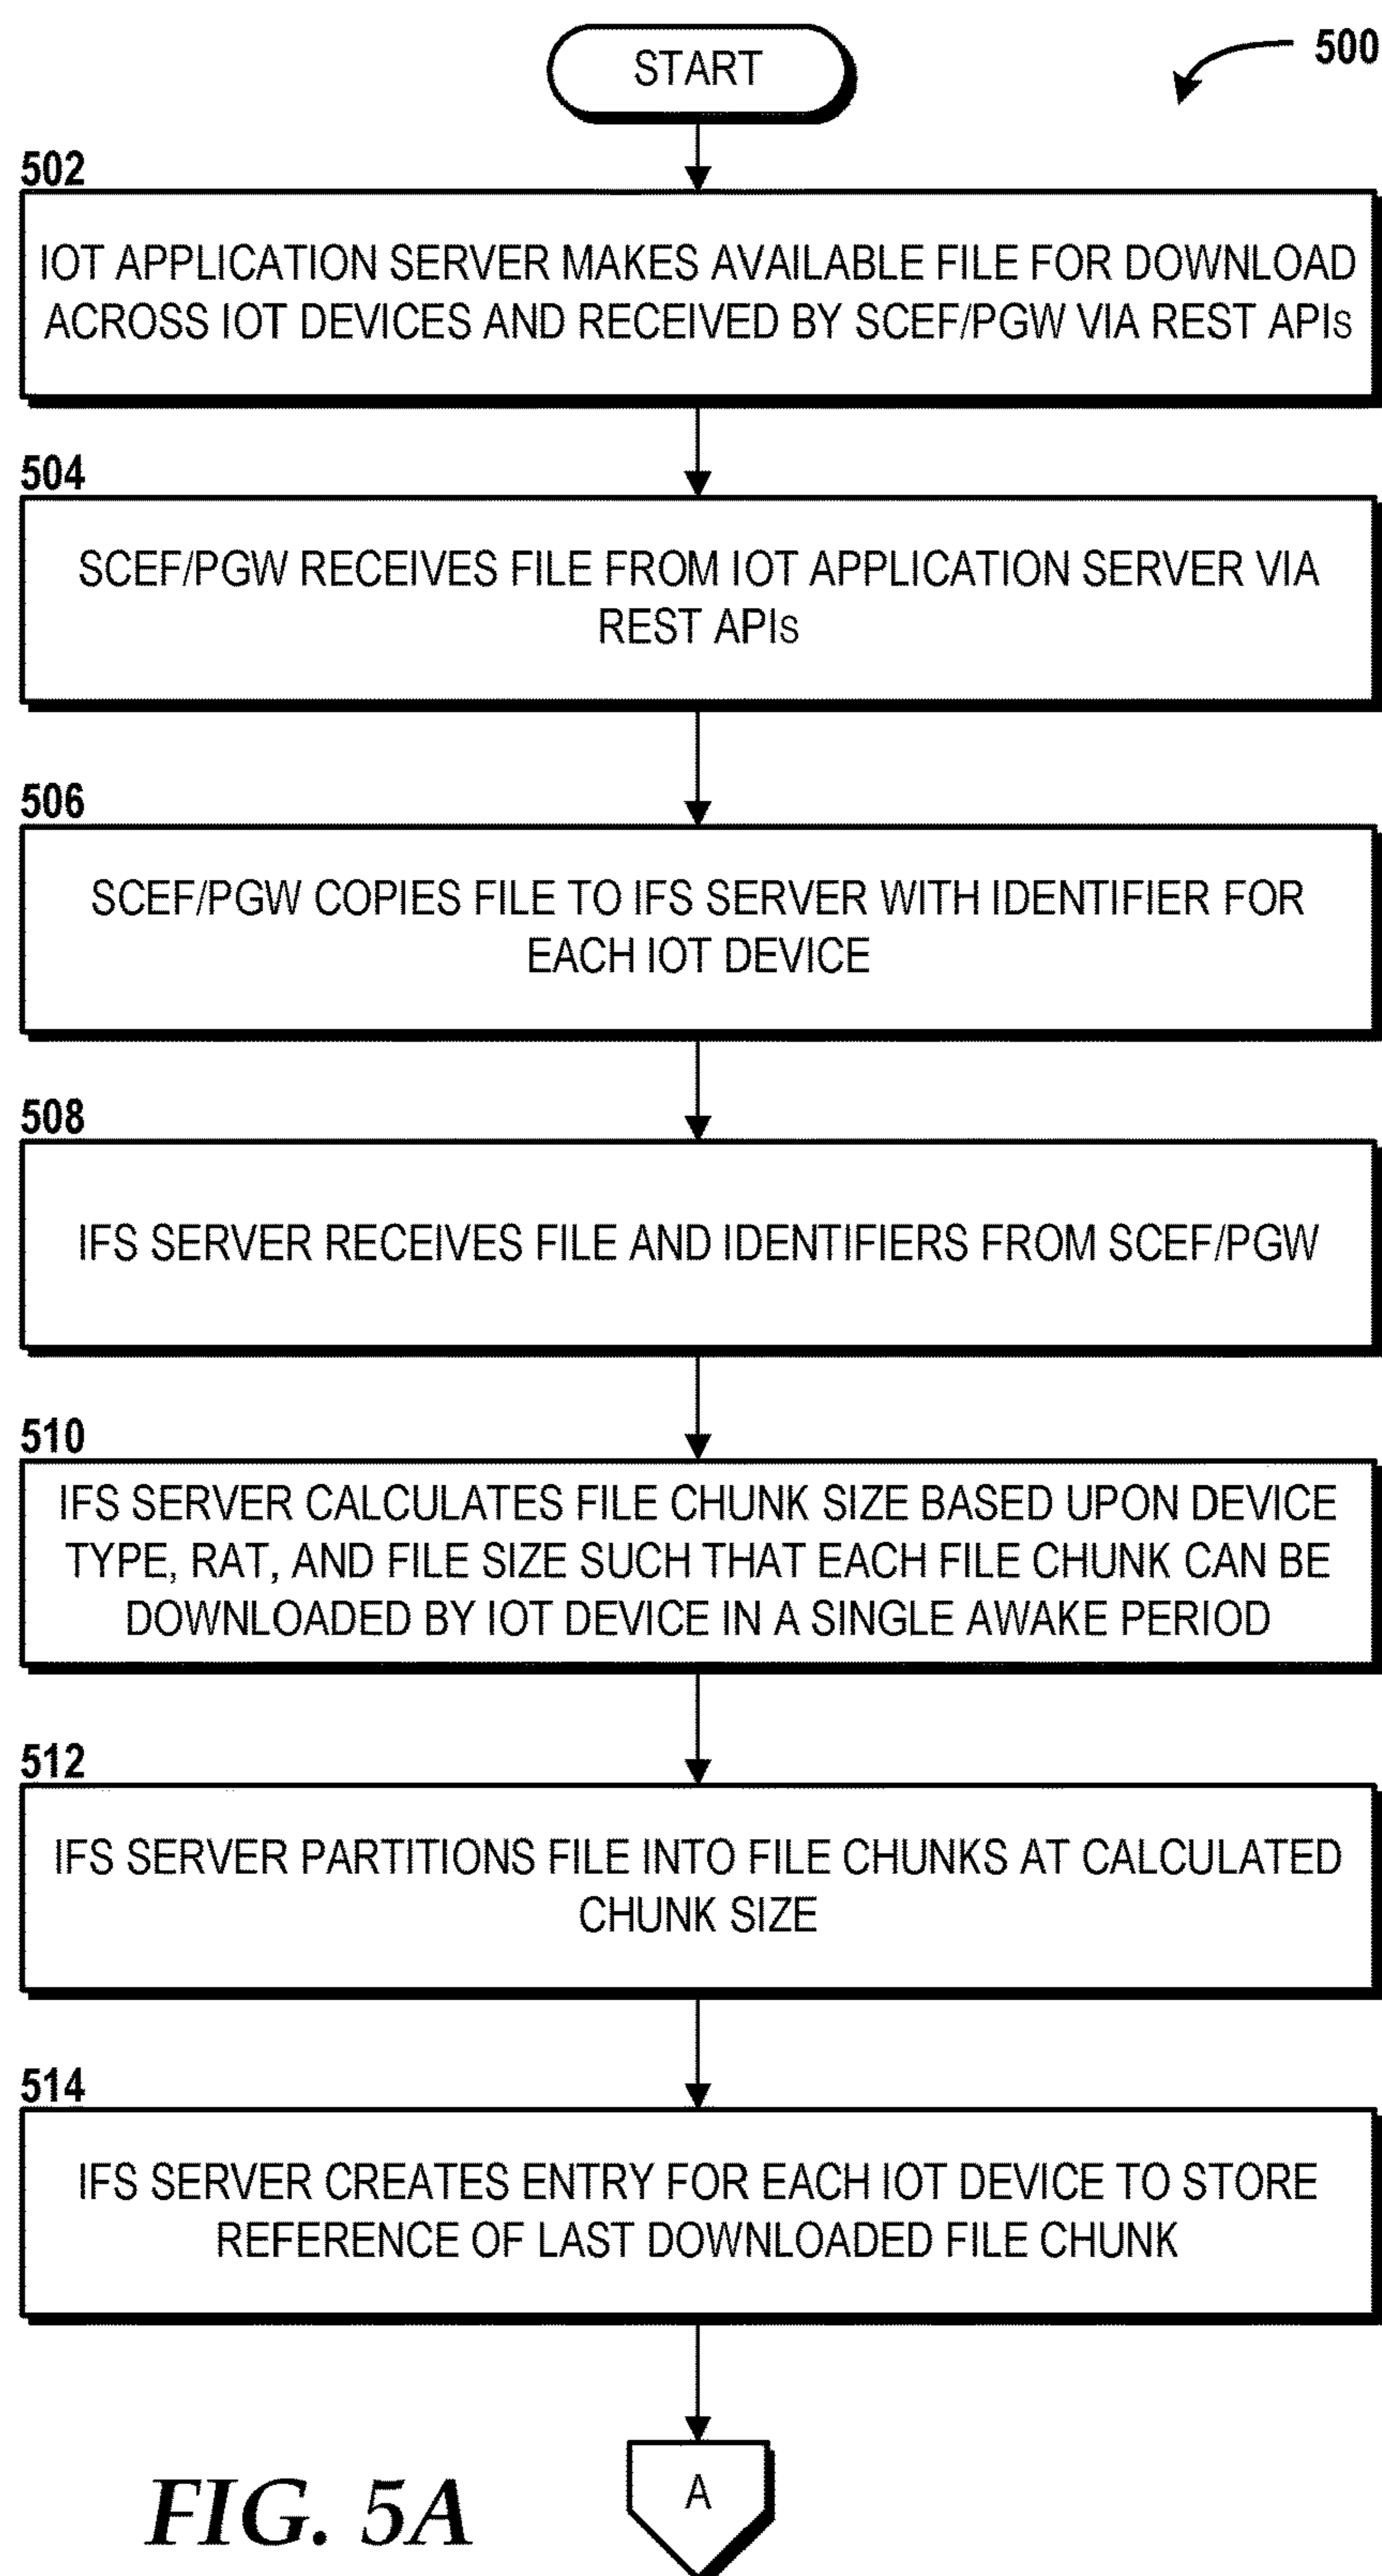 START
500
502
IOT APPLICATION SERVER MAKES AVAILABLE FILE FOR DOWNLOAD
ACROSS IOT DEVICES AND RECEIVED BY SCEF/PGW VIA REST APIs
504
SCEF/PGW RECEIVES FILE FROM IOT APPLICATION SERVER VIA
REST APIs
506
SCEF/PGW COPIES FILE TO IFS SERVER WITH IDENTIFIER FOR
EACH IOT DEVICE
508
IFS SERVER RECEIVES FILE AND IDENTIFIERS FROM SCEF/PGW
510
IFS SERVER CALCULATES FILE CHUNK SIZE BASED UPON DEVICE
TYPE, RAT, AND FILE SIZE SUCH THAT EACH FILE CHUNK CAN BE
DOWNLOADED BY IOT DEVICE IN A SINGLE AWAKE PERIOD
512
IFS SERVER PARTITIONS FILE INTO FILE CHUNKS AT CALCULATED
CHUNK SIZE
514
IFS SERVER CREATES ENTRY FOR EACH IOT DEVICE TO STORE
REFERENCE OF LAST DOWNLOADED FILE CHUNK
A
FIG. 5A